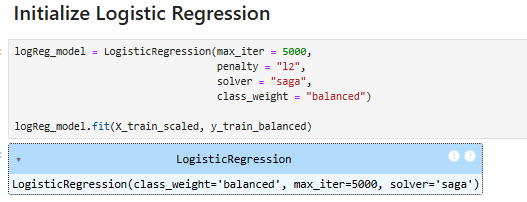 Initialize Logistic Regression
logReg_model = LogisticRegression(max_iter = 5000,
penalty = "l2",
solver = "saga",
class_weight = "balanced")
logReg_model.fit(X_train_scaled, y_train_balanced)
LogisticRegression
LogisticRegression(class_weight='balanced', max_iter=5000, solver='saga')